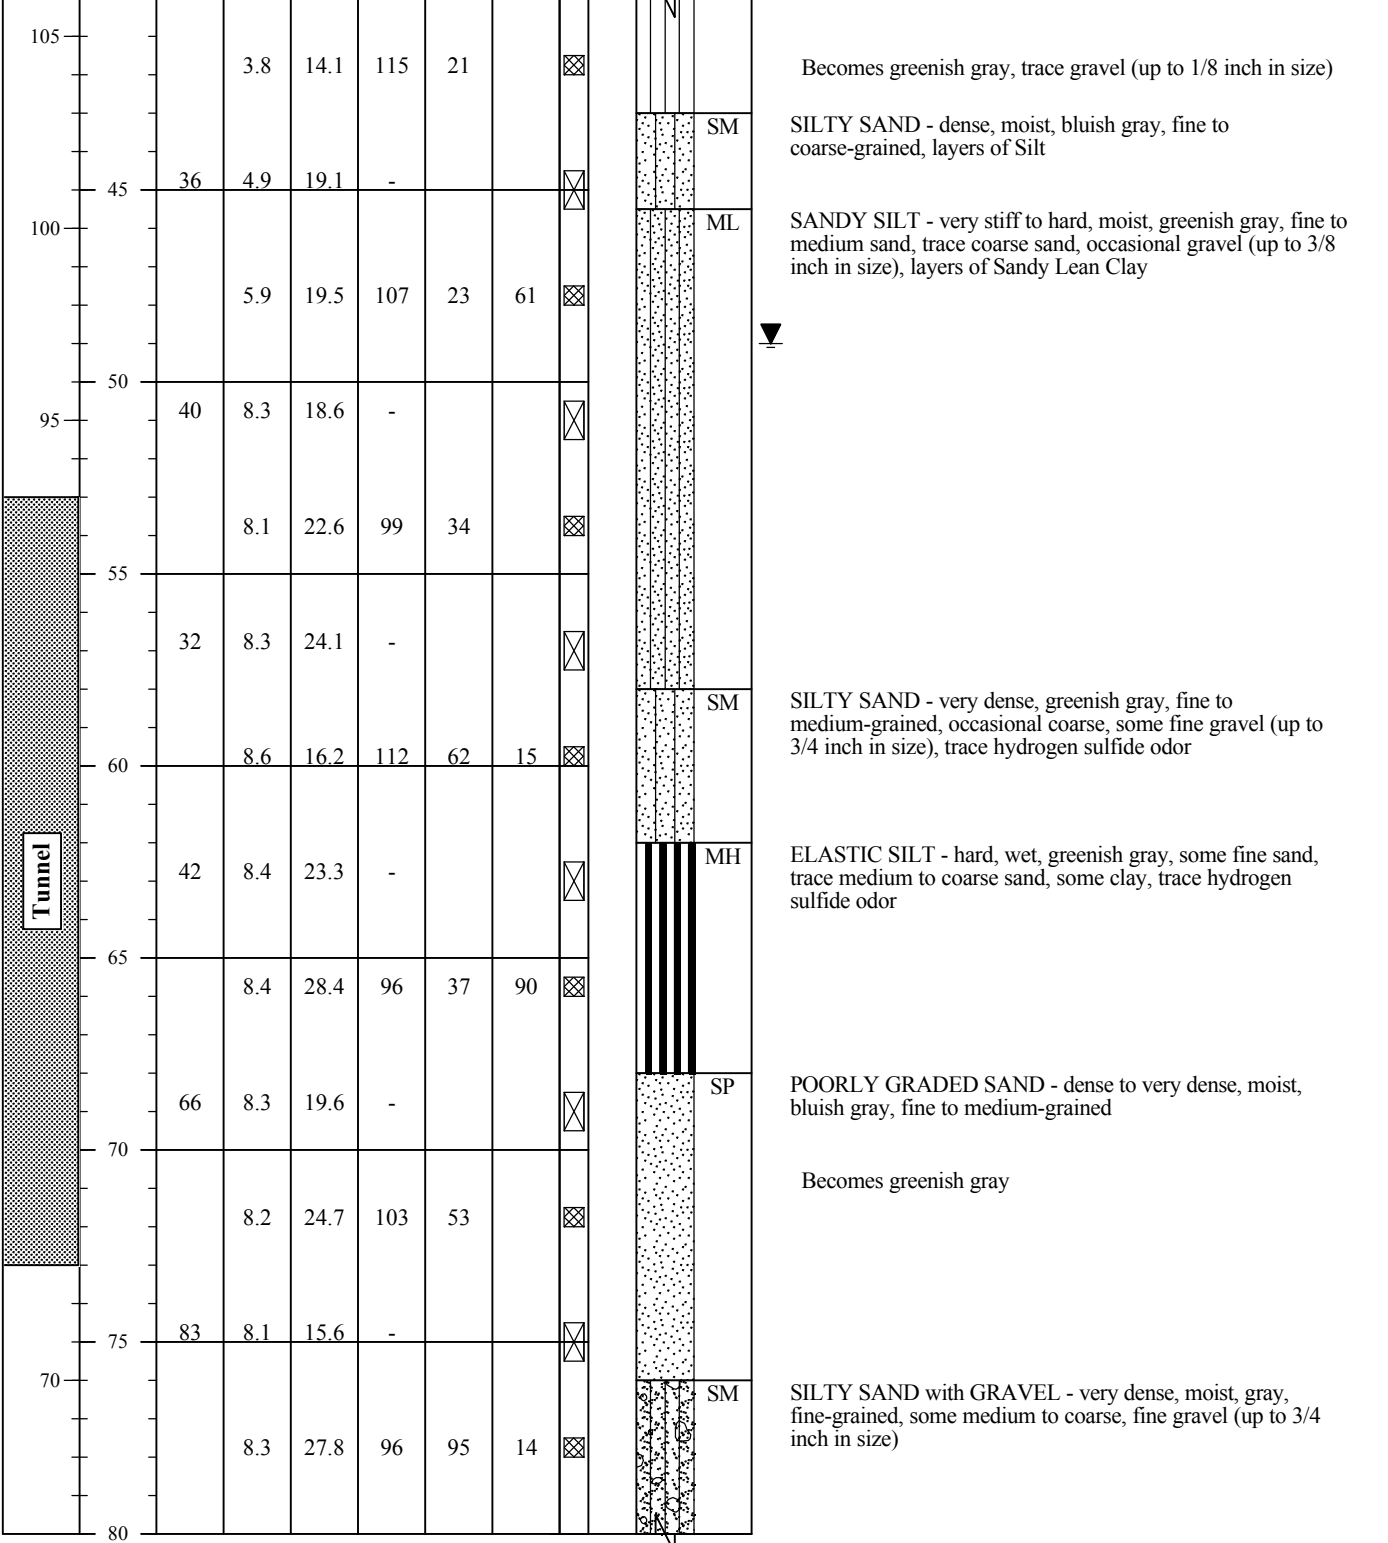 105
3.8 14.1 115 21
Becomes greenish gray, trace gravel (up to 1/8 inch in size)
SM
SILTY SAND - dense, moist, bluish gray, fine to
coarse-grained, layers of Silt
36 4.9 19.1 -
45
100
ML
SANDY SILT - very stiff to hard, moist, greenish gray, fine to
medium sand, trace coarse sand, occasional gravel (up to 3/8
inch in size), layers of Sandy Lean Clay
5.9 19.5 107 23 61
50
95
40 8.3 18.6 -
8.1 22.6 99 34
55
32 8.3 24.1 -
SM
SILTY SAND - very dense, greenish gray, fine to
medium-grained, occasional coarse, some fine gravel (up to
3/4 inch in size), trace hydrogen sulfide odor
8.6 16.2 112 62 15
60
Tunnel
MH
ELASTIC SILT - hard, wet, greenish gray, some fine sand,
trace medium to coarse sand, some clay, trace hydrogen
sulfide odor
42 8.4 23.3 -
65
8.4 28.4 96 37 90
SP
POORLY GRADED SAND - dense to very dense, moist,
bluish gray, fine to medium-grained
66 8.3 19.6 -
70
Becomes greenish gray
8.2 24.7 103 53
83 8.1 15.6 -
75
70
SM
SILTY SAND with GRAVEL - very dense, moist, gray,
fine-grained, some medium to coarse, fine gravel (up to 3/4
inch in size)
8.3 27.8 96 95 14
80